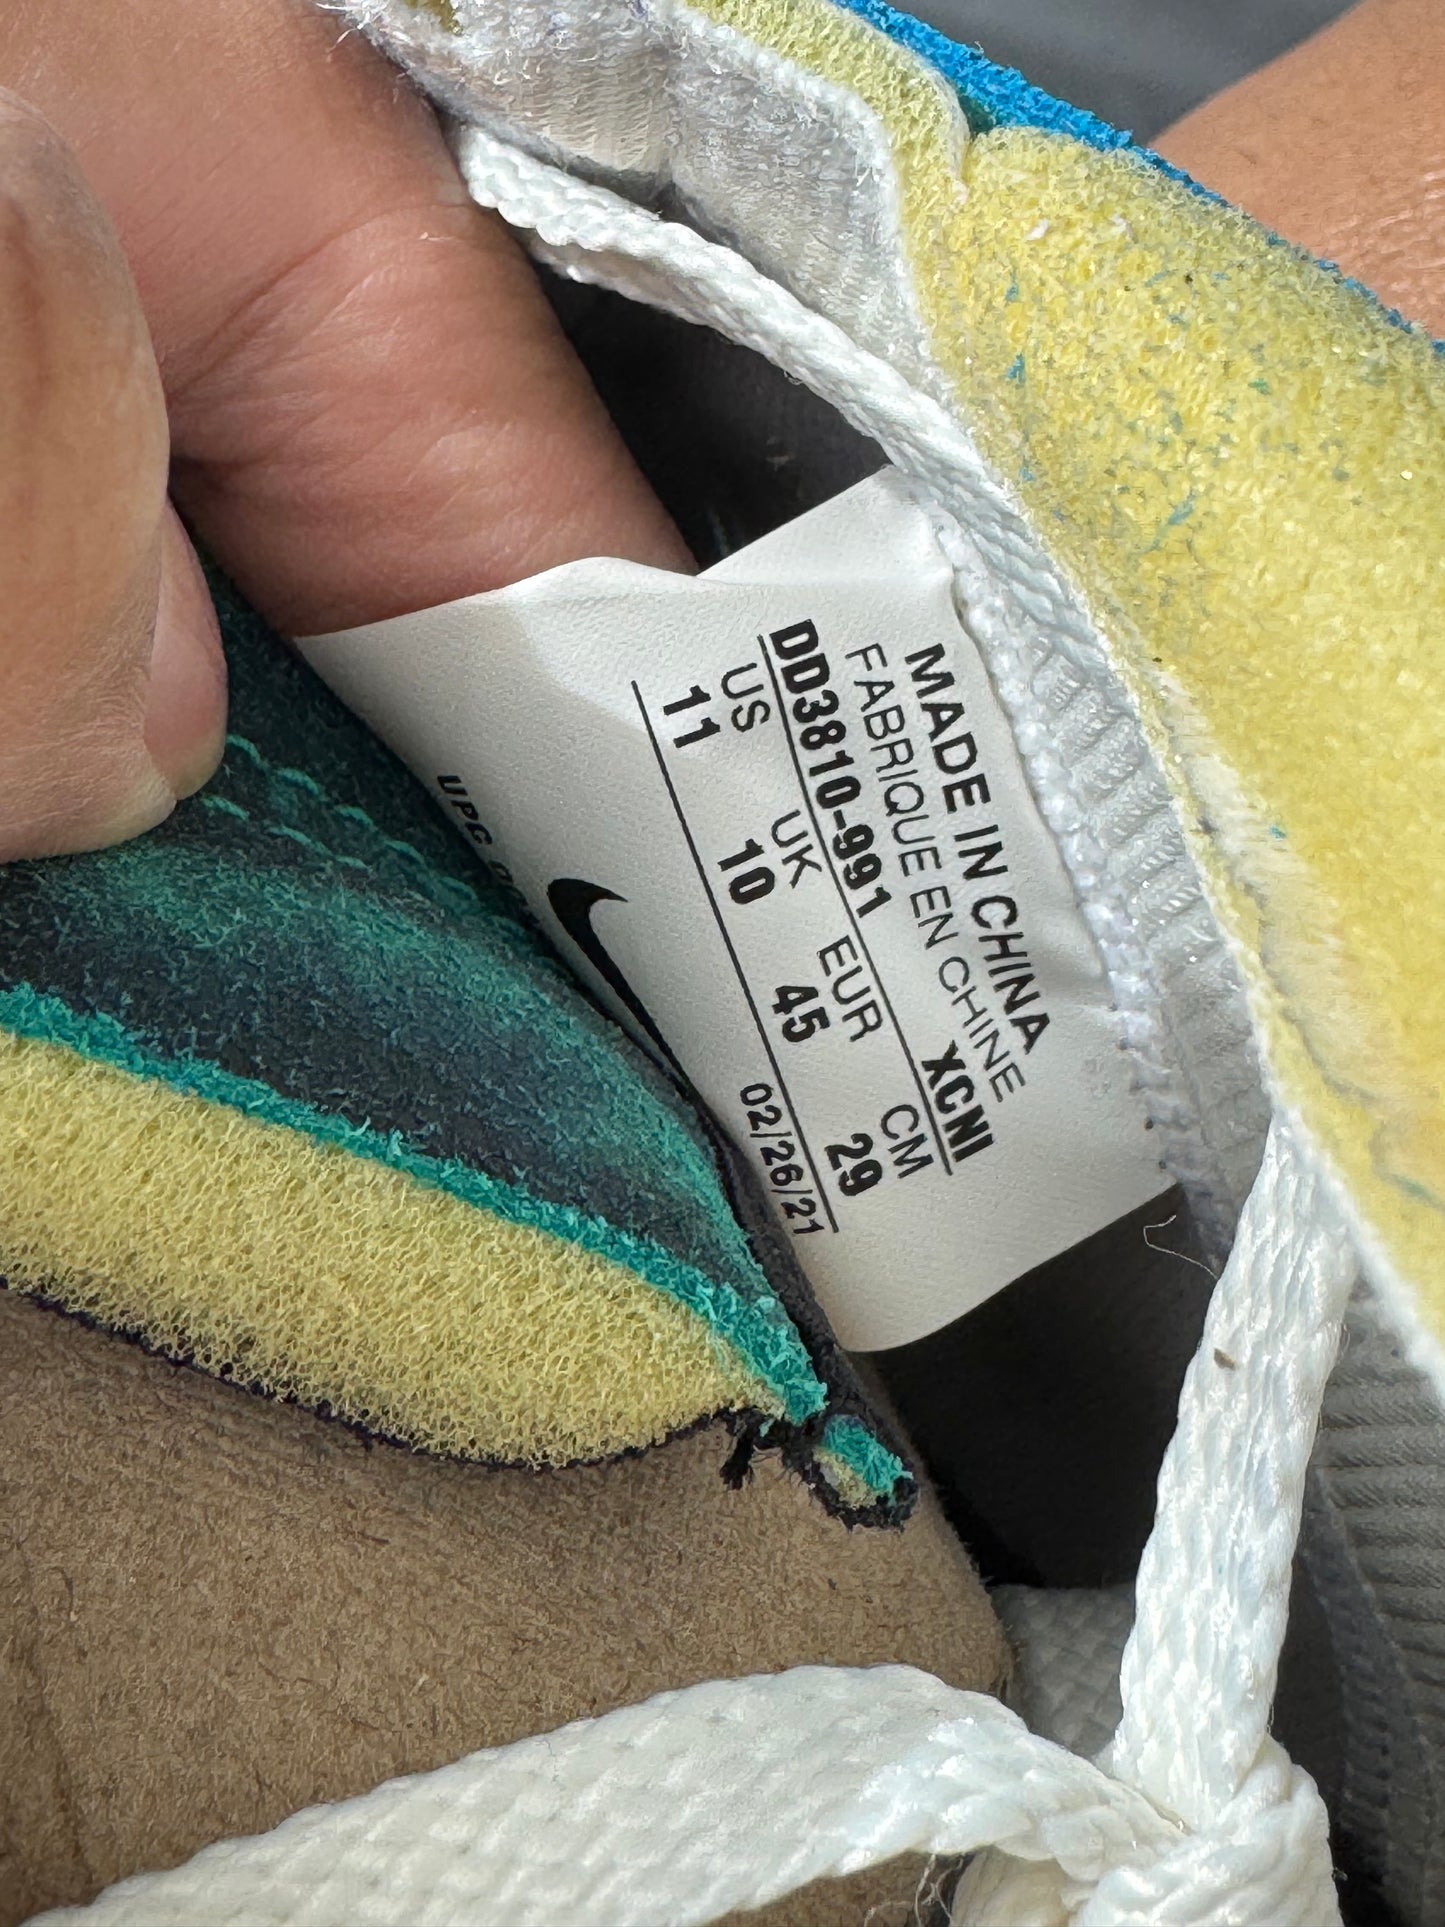 MADE IN CHINA
FABRIQUE EN CHINE
DD3810-991 XCNI
US UK EUR CM
11 10 45 29
02/26/21
UPC